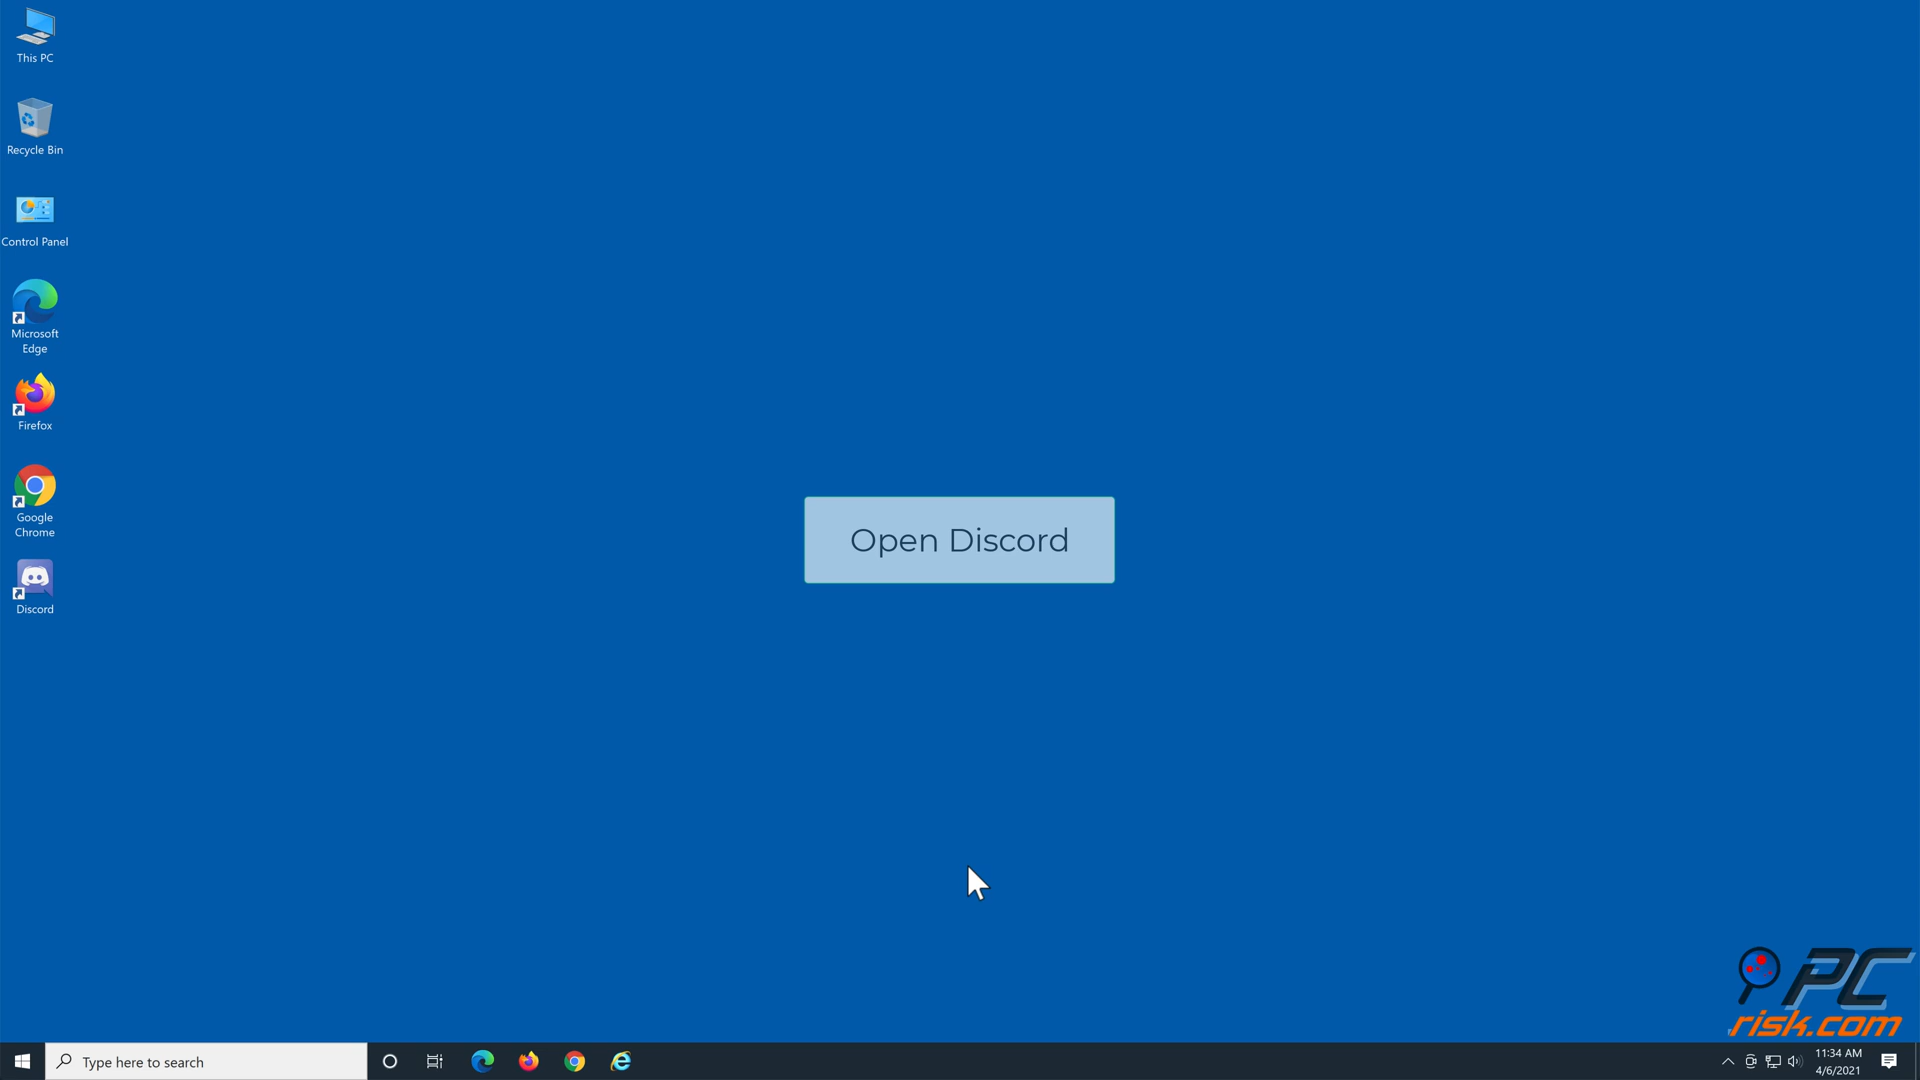 This PC
Recycle Bin
Control Panel
Microsoft
Edge
Firefox
Google
Chrome
Discord
Open Discord
PC
risk.com
Type here to search
11:34 AM
4/6/2021